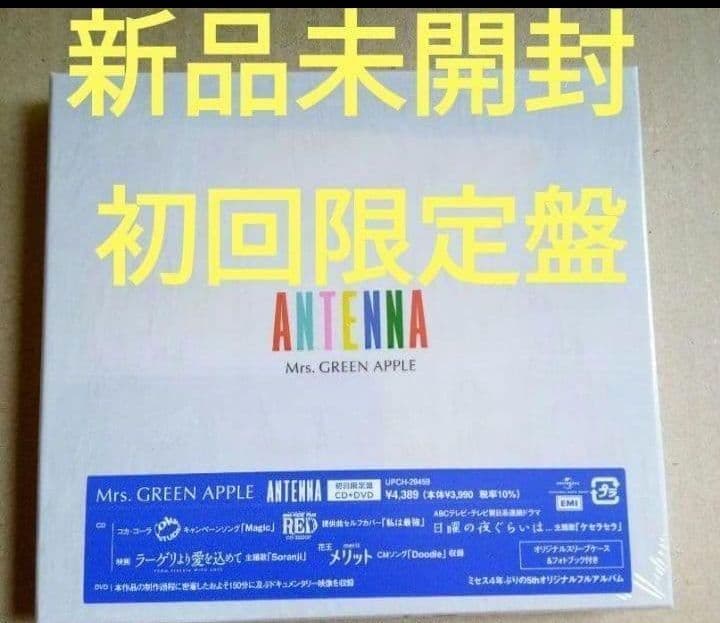 新品未開封
初回限定盤
ANTENNA
Mrs. GREEN APPLE
Mrs. GREEN APPLE ANTENNA 初回限定盤 CD+DVD UPCH-29459 ¥4,389 (本体¥3,990 税率10%)
EMI
プラ
CD コカ・コーラ キャンペーンソング「Magic」 RED 提供曲セルフカバー「私は最強」 ABCテレビ・テレビ朝日系連続ドラマ 日曜の夜ぐらいは... 主題歌「ケセラセラ」
映画 ラーゲリより愛を込めて 主題歌「Soranji」 花王 merit メリット CMソング「Doodle」収録
オリジナルスリーブケース
&フォトブック付き
DVD 本作品の制作過程に密着したおよそ150分に及ぶドキュメンタリー映像を収録 ミセス4年ぶりの5thオリジナルフルアルバム